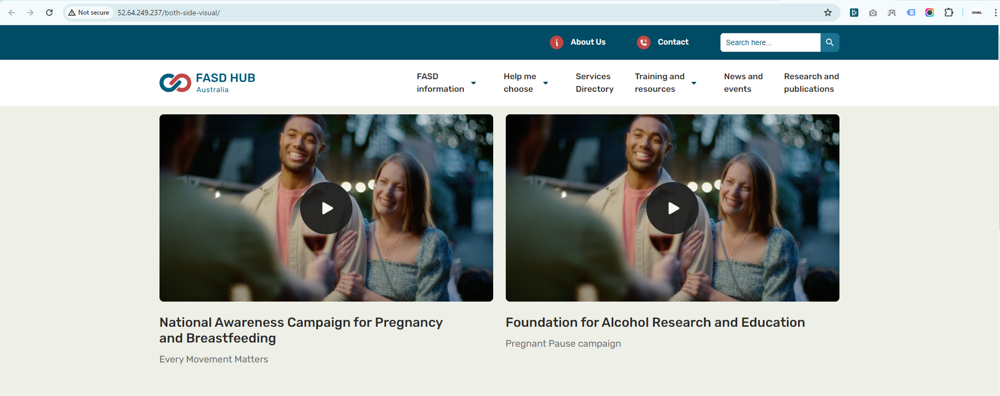 Not secure 52.64.249.237/both-side-visual/
OKMG.
About Us Contact Search here...
FASD HUB
Australia
FASD
information
Help me
choose
Services
Directory
Training and
resources
News and
events
Research and
publications
National Awareness Campaign for Pregnancy
and Breastfeeding
Every Movement Matters
Foundation for Alcohol Research and Education
Pregnant Pause campaign